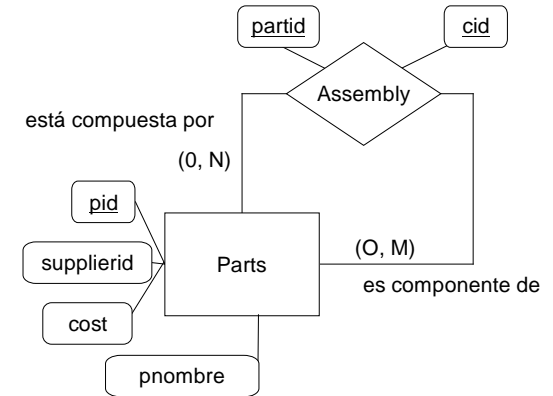 partid
cid
Assembly
está compuesta por
(0, N)
pid
supplierid
Parts
(O, M)
es componente de
cost
pnombre